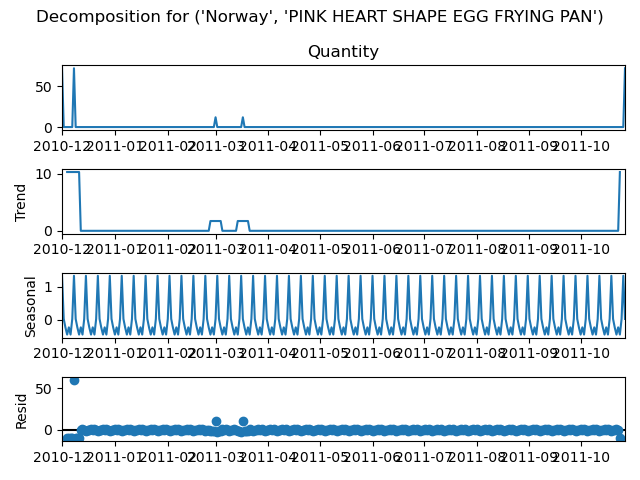 Decomposition for ('Norway', 'PINK HEART SHAPE EGG FRYING PAN')
Quantity
50
0
2010-12 2011-01 2011-02 2011-03 2011-04 2011-05 2011-06 2011-07 2011-08 2011-09 2011-10
Trend
10
0
2010-12 2011-01 2011-02 2011-03 2011-04 2011-05 2011-06 2011-07 2011-08 2011-09 2011-10
Seasonal
1
0
2010-12 2011-01 2011-02 2011-03 2011-04 2011-05 2011-06 2011-07 2011-08 2011-09 2011-10
Resid
50
0
2010-12 2011-01 2011-02 2011-03 2011-04 2011-05 2011-06 2011-07 2011-08 2011-09 2011-10